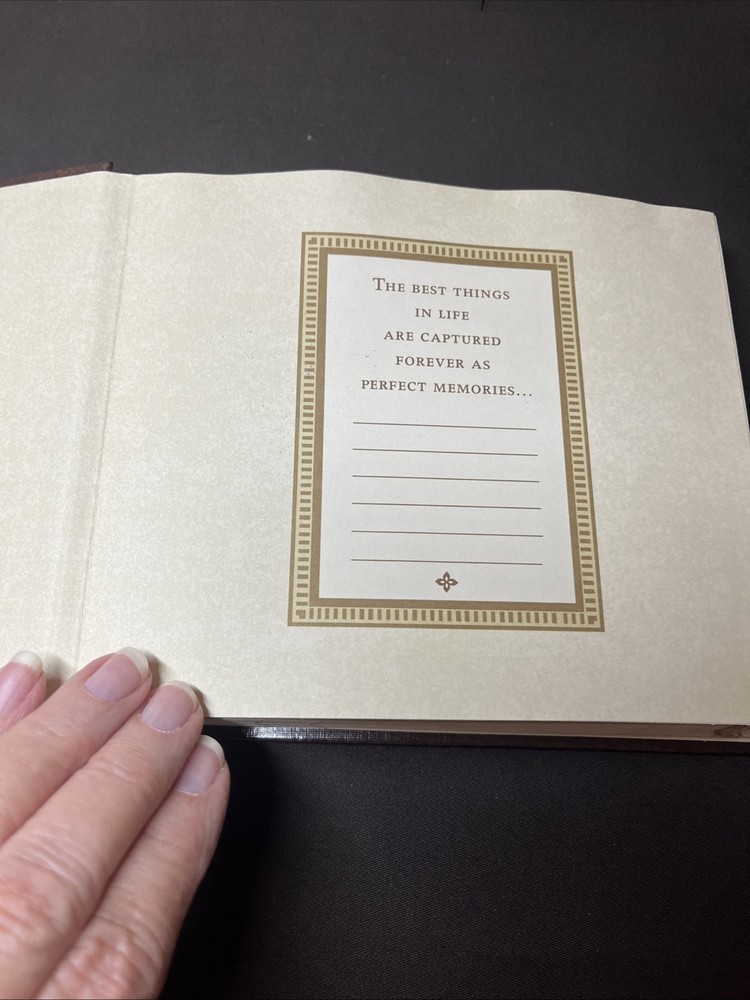 The best things
in life
are captured
forever as
perfect memories...